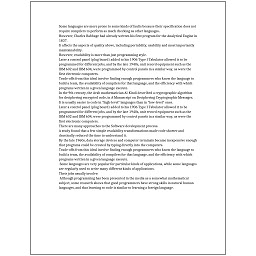 Some languages are more prone to some kinds of faults because their specification does not
require compilers to perform as much checking as other languages.
However, Charles Babbage had already written his first program for the Analytical Engine in
1837.
It affects the aspects of quality above, including portability, usability and most importantly
maintainability.
However, readability is more than just programming style.
Later a control panel (plug board) added to his 1906 Type I Tabulator allowed it to be
programmed for different jobs, and by the late 1940s, unit record equipment such as the
IBM 602 and IBM 604, were programmed by control panels in a similar way, as were the
first electronic computers.
Trade-offs from this ideal involve finding enough programmers who know the language to
build a team, the availability of compilers for that language, and the efficiency with which
programs written in a given language execute.
In the 9th century, the Arab mathematician Al-Kindi described a cryptographic algorithm
for deciphering encrypted code, in A Manuscript on Deciphering Cryptographic Messages.
It is usually easier to code in "high-level" languages than in "low-level" ones.
Later a control panel (plug board) added to his 1906 Type I Tabulator allowed it to be
programmed for different jobs, and by the late 1940s, unit record equipment such as the
IBM 602 and IBM 604, were programmed by control panels in a similar way, as were the
first electronic computers.
There are many approaches to the Software development process.
A study found that a few simple readability transformations made code shorter and
drastically reduced the time to understand it.
By the late 1960s, data storage devices and computer terminals became inexpensive enough
that programs could be created by typing directly into the computers.
Trade-offs from this ideal involve finding enough programmers who know the language to
build a team, the availability of compilers for that language, and the efficiency with which
programs written in a given language execute.
Some languages are very popular for particular kinds of applications, while some languages
are regularly used to write many different kinds of applications.
Their jobs usually involve:
Although programming has been presented in the media as a somewhat mathematical
subject, some research shows that good programmers have strong skills in natural human
languages, and that learning to code is similar to learning a foreign language.